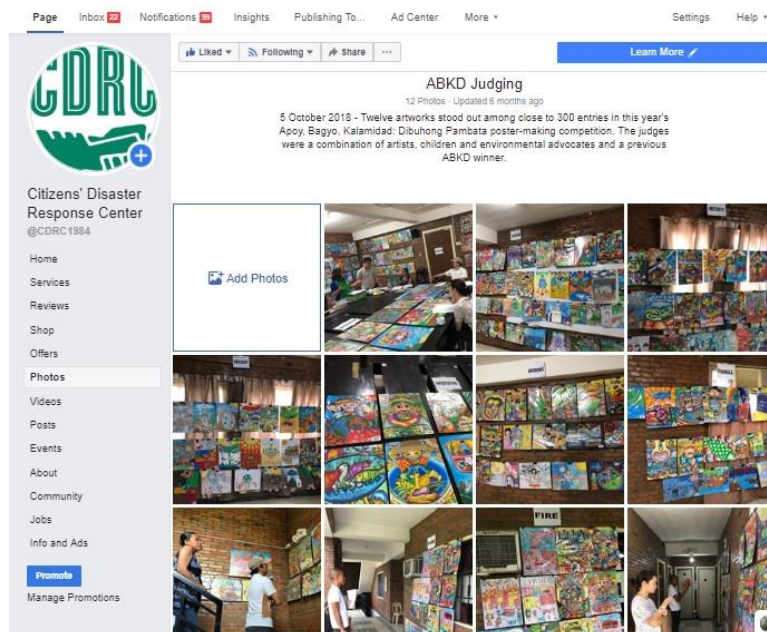 Page Inbox 22 Notifications 99 Insights Publishing To... Ad Center More Settings Help
Liked Following Share ... Learn More
CDRC
ABKD Judging
12 Photos · Updated 6 months ago
5 October 2018 - Twelve artworks stood out among close to 300 entries in this year's
Apoy, Bagyo, Kalamidad: Dibuhong Pambata poster-making competition. The judges
were a combination of artists, children and environmental advocates and a previous
ABKD winner.
Citizens' Disaster
Response Center
@CDRC1984
Home
Services
Reviews
Shop
Offers
Photos
Videos
Posts
Events
About
Community
Jobs
Info and Ads
Promote
Manage Promotions
Add Photos
FIRE